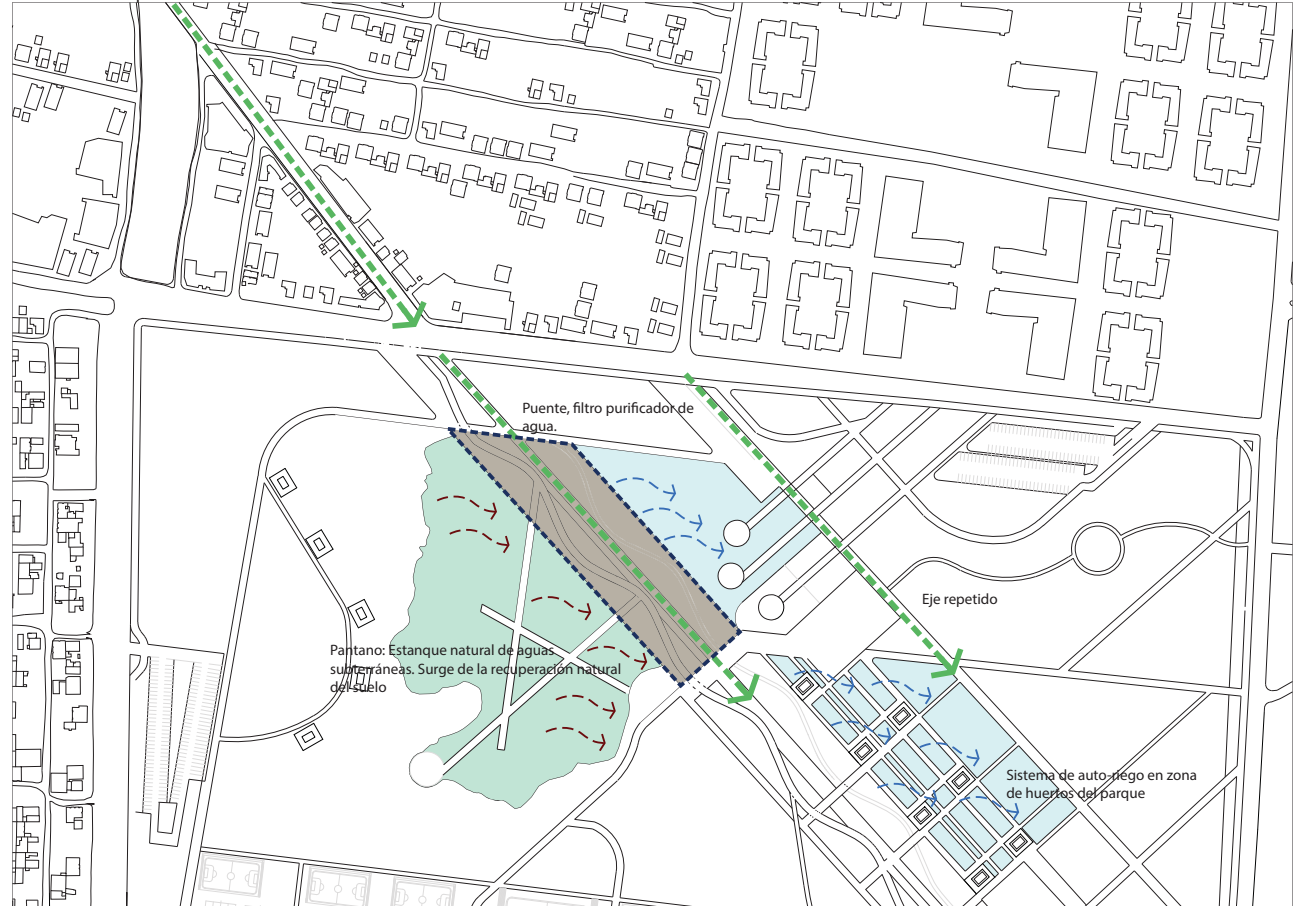 Puente, filtro purificador de
agua.
Eje repetido
Pantano: Estanque natural de aguas
subterráneas. Surge de la recuperación natural
del suelo
Sistema de auto-riego en zona
de huertos del parque